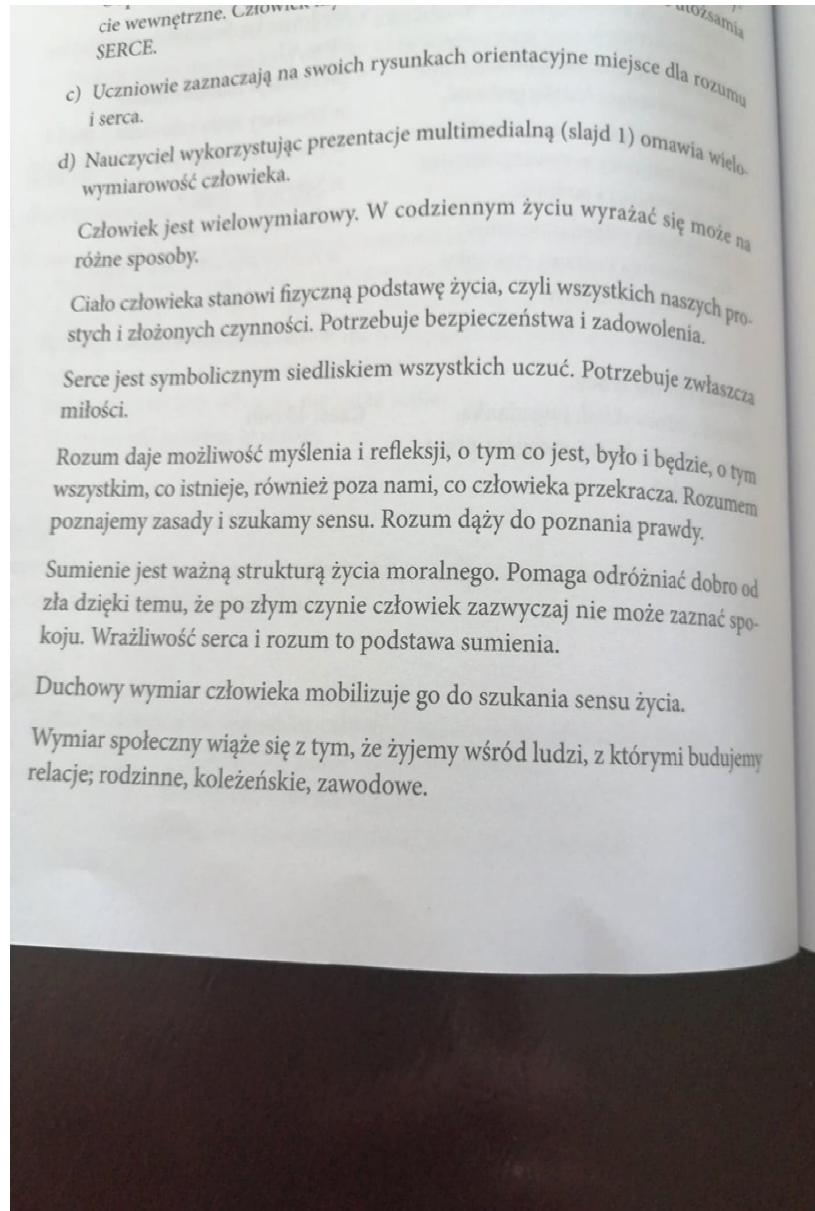 cie wewnętrzne. utożsamia
SERCE.
c) Uczniowie zaznaczają na swoich rysunkach orientacyjne miejsce dla rozumu
i serca.
d) Nauczyciel wykorzystując prezentacje multimedialną (slajd 1) omawia wielo-
wymiarowość człowieka.
Człowiek jest wielowymiarowy. W codziennym życiu wyrażać się może na
różne sposoby.
Ciało człowieka stanowi fizyczną podstawę życia, czyli wszystkich naszych pro-
stych i złożonych czynności. Potrzebuje bezpieczeństwa i zadowolenia.
Serce jest symbolicznym siedliskiem wszystkich uczuć. Potrzebuje zwłaszcza
miłości.
Rozum daje możliwość myślenia i refleksji, o tym co jest, było i będzie, o tym
wszystkim, co istnieje, również poza nami, co człowieka przekracza. Rozumem
poznajemy zasady i szukamy sensu. Rozum dąży do poznania prawdy.
Sumienie jest ważną strukturą życia moralnego. Pomaga odróżniać dobro od
zła dzięki temu, że po złym czynie człowiek zazwyczaj nie może zaznać spo-
koju. Wrażliwość serca i rozum to podstawa sumienia.
Duchowy wymiar człowieka mobilizuje go do szukania sensu życia.
Wymiar społeczny wiąże się z tym, że żyjemy wśród ludzi, z którymi budujemy
relacje; rodzinne, koleżeńskie, zawodowe.